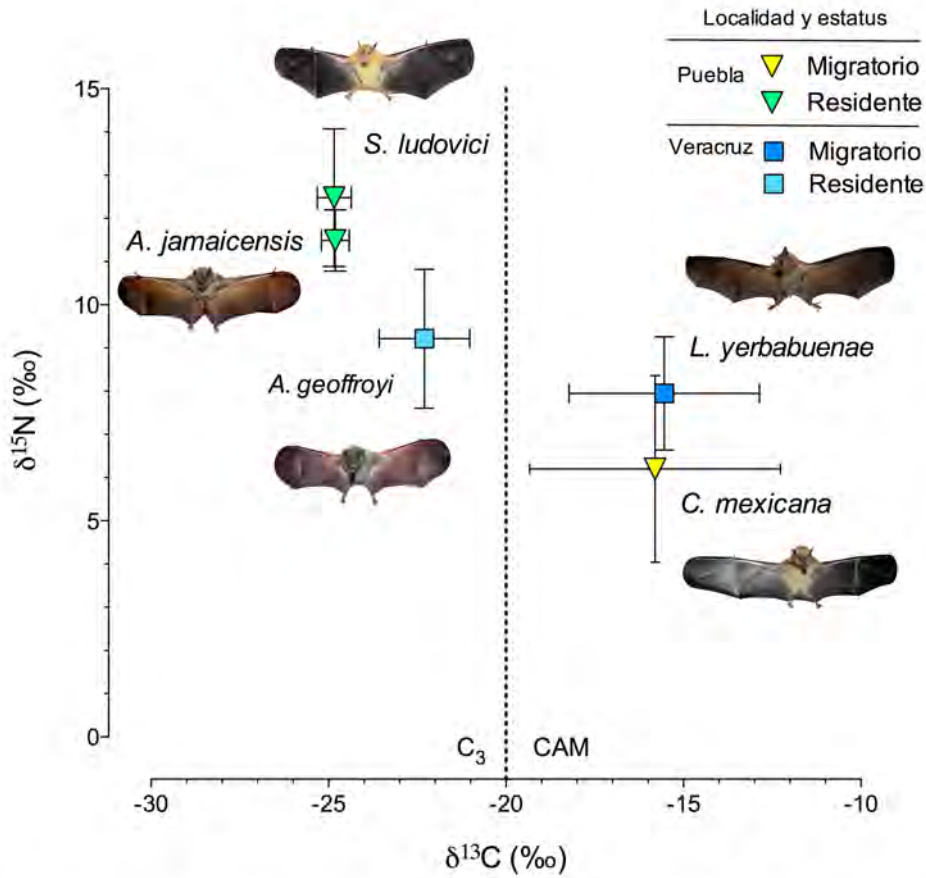 Localidad y estatus
Puebla Migratorio
Residente
Veracruz Migratorio
Residente
15
S. ludovici
A. jamaicensis
10
L. yerbabuenae
A. geoffroyi
δ¹⁵N (‰)
5
C. mexicana
0
C₃ CAM
-30 -25 -20 -15 -10
δ¹³C (‰)